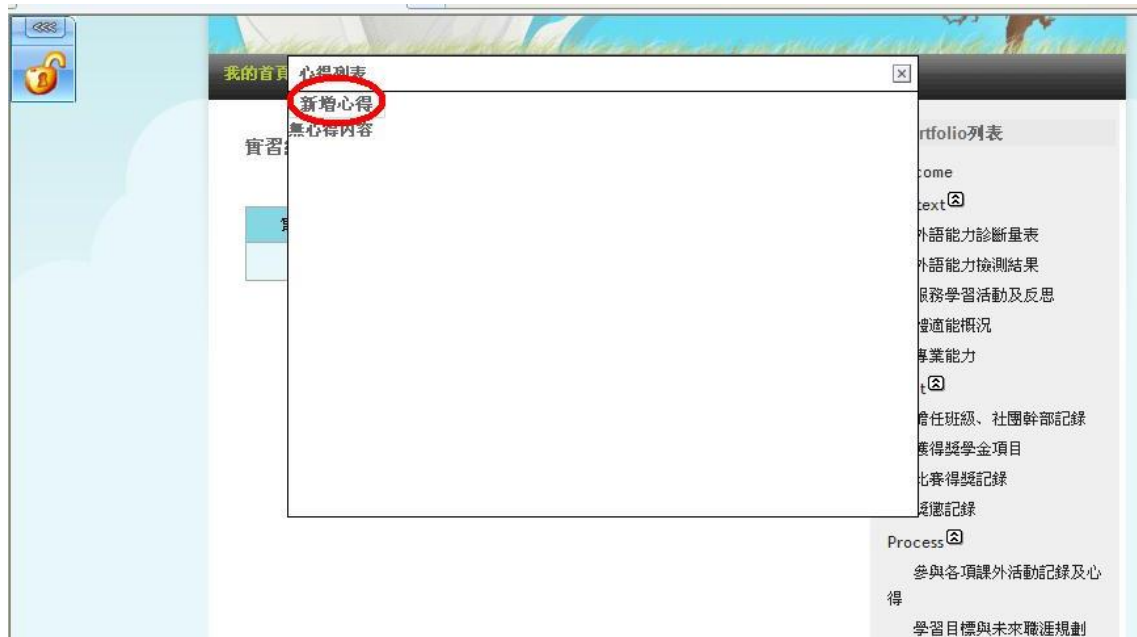 <<<
我的首頁
心得列表
新增心得
無心得內容
實習
rtfolio列表
come
text
外語能力診斷量表
外語能力檢測結果
服務學習活動及反思
體適能概況
專業能力
t
擔任班級、社團幹部記錄
獲得獎學金項目
比賽得獎記錄
獎懲記錄
Process
參與各項課外活動記錄及心
得
學習目標與未來職涯規劃